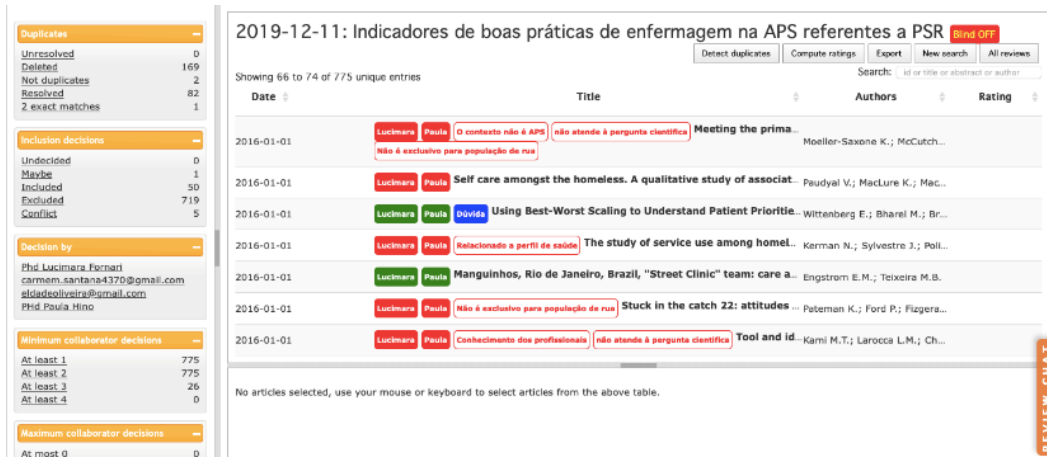 Duplicates
Unresolved 0
Deleted 169
Not duplicates 2
Resolved 82
2 exact matches 1
Inclusion decisions
Undecided 0
Maybe 1
Included 50
Excluded 719
Conflict 5
Decision by
Phd Lucimara Fornari
carmem.santana4370@gmail.com
eldadeoliveira@gmail.com
PHd Paula Hino
Minimum collaborator decisions
At least 1 775
At least 2 775
At least 3 26
At least 4 0
Maximum collaborator decisions
At most 0 0
2019-12-11: Indicadores de boas práticas de enfermagem na APS referentes a PSR Blind OFF
Detect duplicates Compute ratings Export New search All reviews
Showing 66 to 74 of 775 unique entries
Search: id or title or abstract or author
Date Title Authors Rating
2016-01-01 Lucimara Paula O contexto não é APS não atende à pergunta científica Meeting the prima... Moeller-Saxone K.; McCutch...
Não é exclusivo para população de rua
2016-01-01 Lucimara Paula Self care amongst the homeless. A qualitative study of associat... Paudyal V.; MacLure K.; Mac...
2016-01-01 Lucimara Paula Dúvida Using Best-Worst Scaling to Understand Patient Prioritie... Wittenberg E.; Bharel M.; Br...
2016-01-01 Lucimara Paula Relacionado a perfil de saúde The study of service use among homel... Kerman N.; Sylvestre J.; Poli...
2016-01-01 Lucimara Paula Manguinhos, Rio de Janeiro, Brazil, "Street Clinic" team: care a... Engstrom E.M.; Teixeira M.B.
2016-01-01 Lucimara Paula Não é exclusivo para população de rua Stuck in the catch 22: attitudes ... Pateman K.; Ford P.; Fizgera...
2016-01-01 Lucimara Paula Conhecimento dos profissionais não atende à pergunta científica Tool and id... Kami M.T.; Larocca L.M.; Ch...
No articles selected, use your mouse or keyboard to select articles from the above table.
REVIEW CHAT